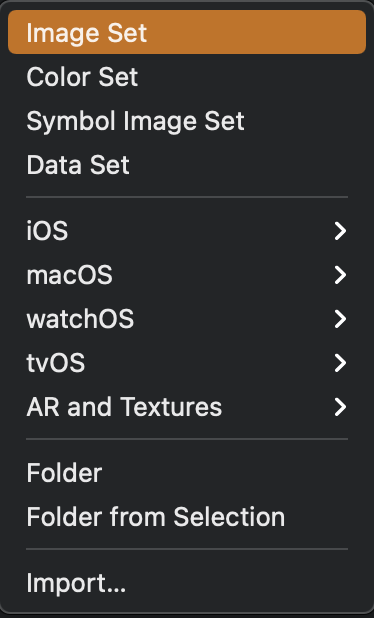 Image Set
Color Set
Symbol Image Set
Data Set
iOS
macOS
watchOS
tvOS
AR and Textures
Folder
Folder from Selection
Import...